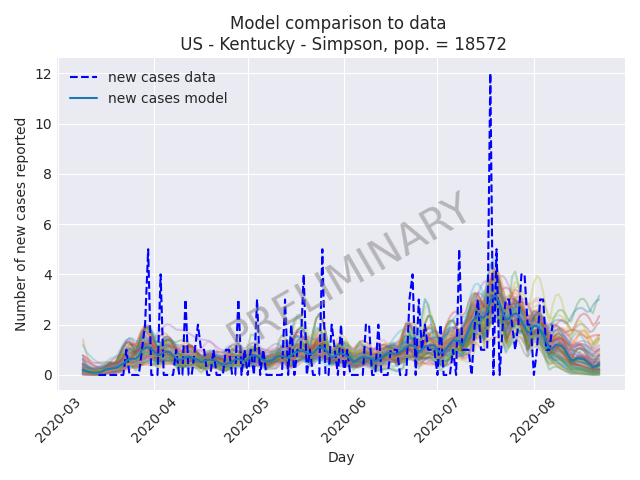 Model comparison to data
US - Kentucky - Simpson, pop. = 18572
new cases data
new cases model
PRELIMINARY
Number of new cases reported
12
10
8
6
4
2
0
2020-03
2020-04
2020-05
2020-06
2020-07
2020-08
Day